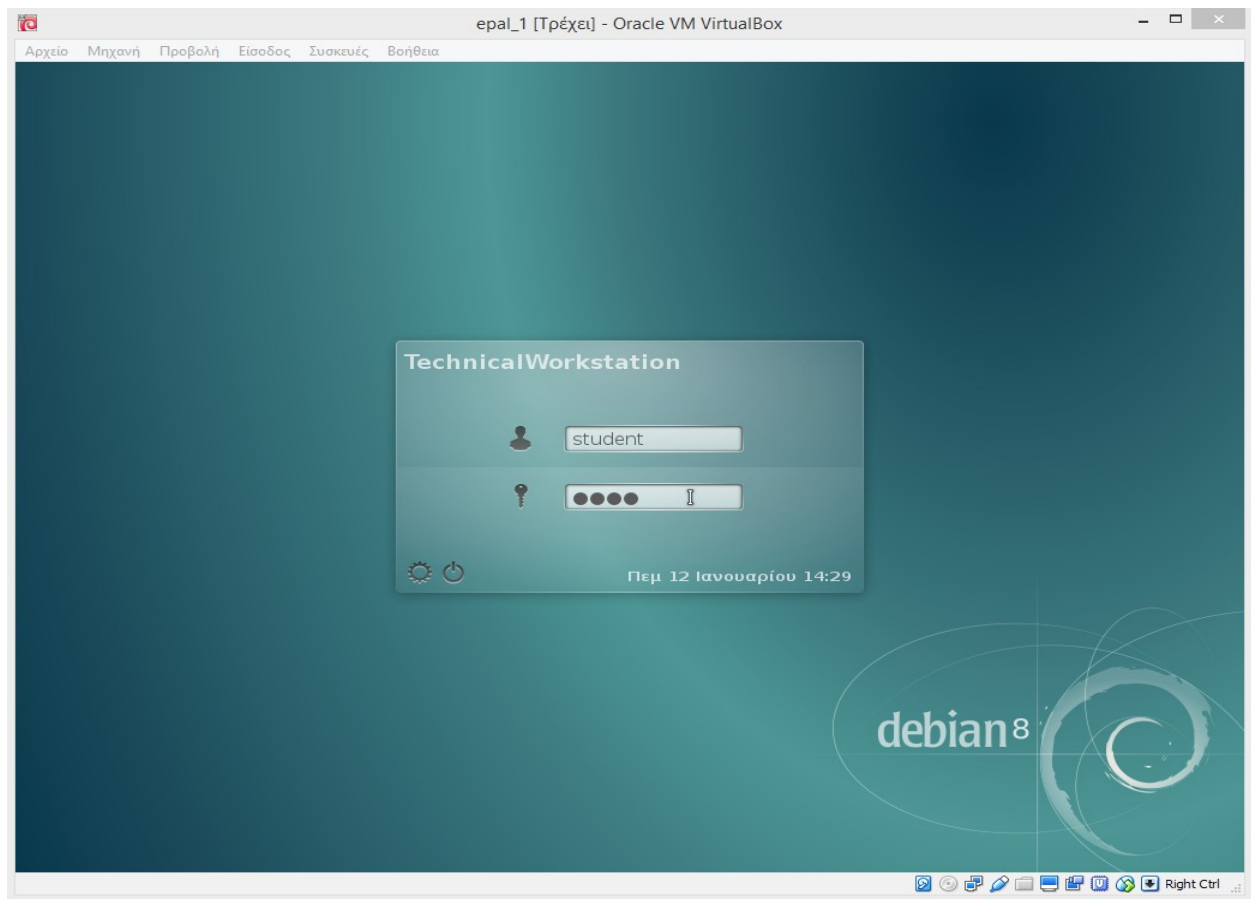 epal_1 [Τρέχει] - Oracle VM VirtualBox
Αρχείο Μηχανή Προβολή Είσοδος Συσκευές Βοήθεια
TechnicalWorkstation
student
●●●●
Πεμ 12 Ιανουαρίου 14:29
debian 8
Right Ctrl